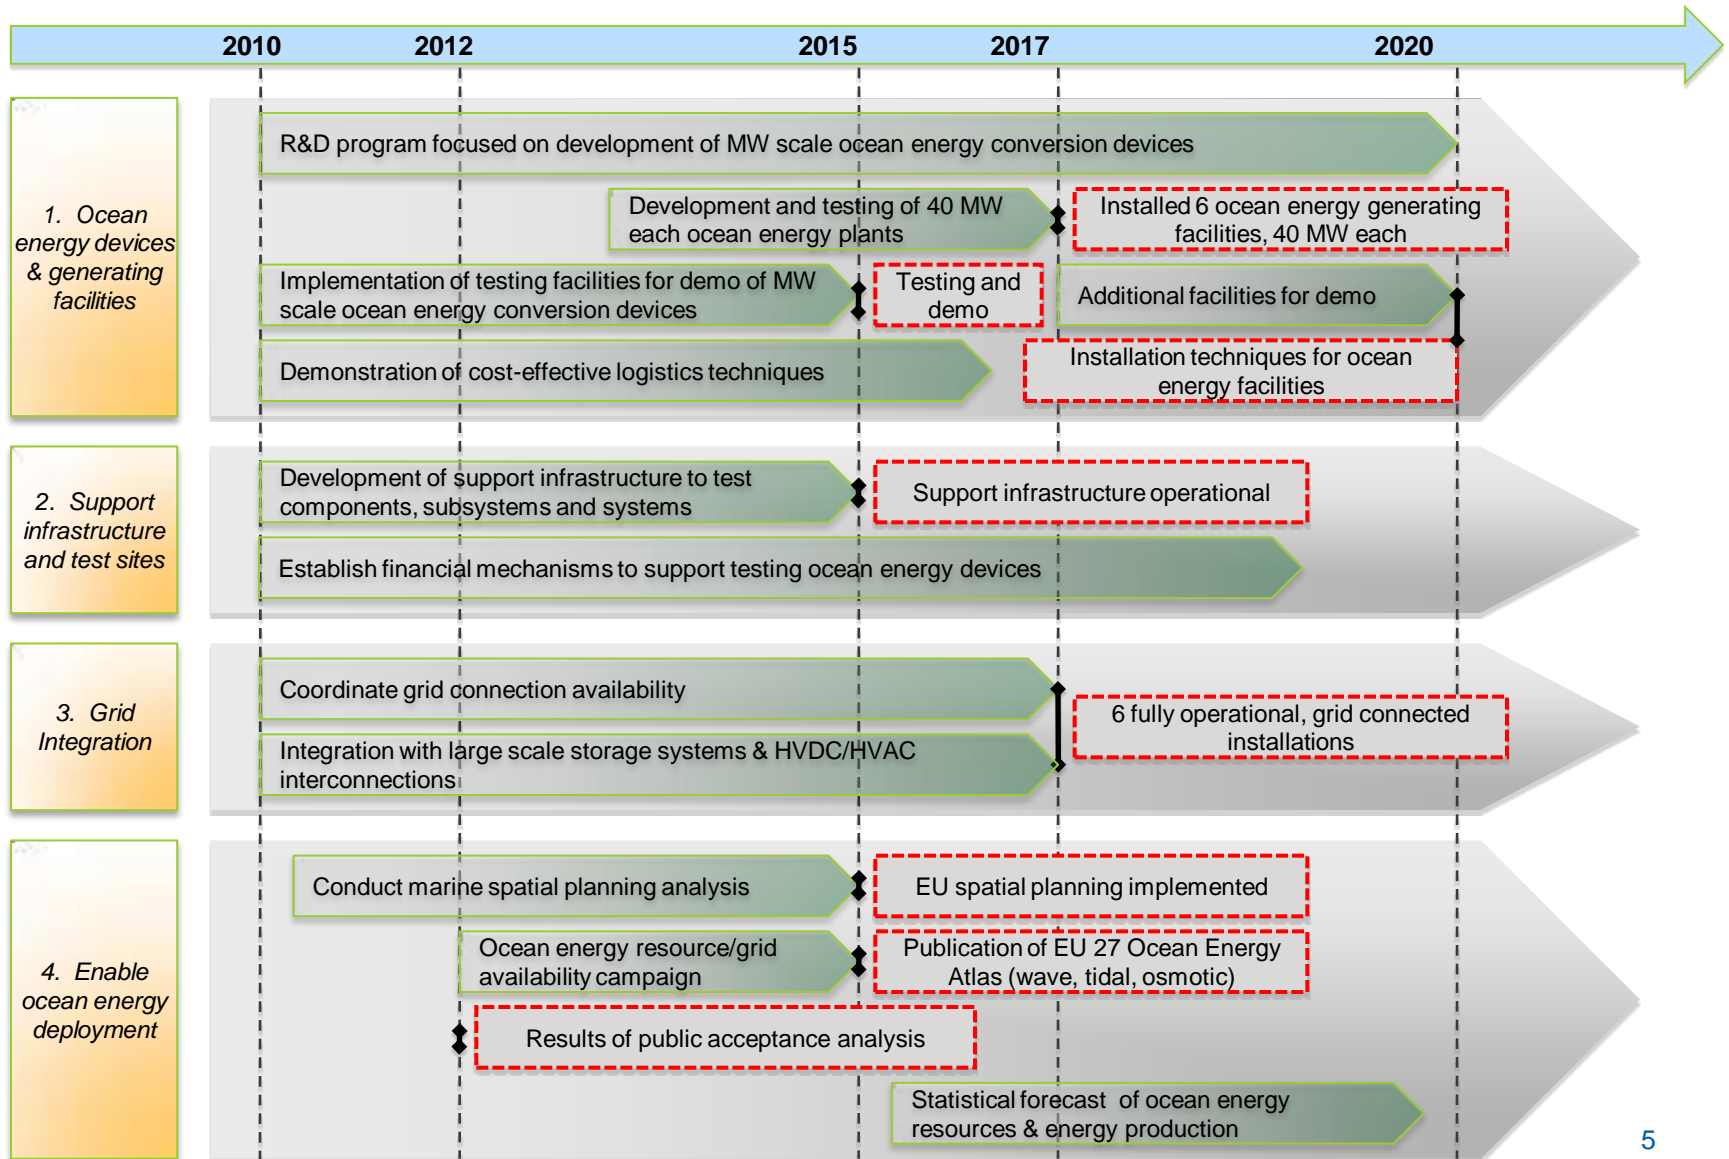 2010 2012 2015 2017 2020
1. Ocean
energy devices
& generating
facilities
R&D program focused on development of MW scale ocean energy conversion devices
Development and testing of 40 MW
each ocean energy plants
Installed 6 ocean energy generating
facilities, 40 MW each
Implementation of testing facilities for demo of MW
scale ocean energy conversion devices
Testing and
demo
Additional facilities for demo
Demonstration of cost-effective logistics techniques
Installation techniques for ocean
energy facilities
2. Support
infrastructure
and test sites
Development of support infrastructure to test
components, subsystems and systems
Support infrastructure operational
Establish financial mechanisms to support testing ocean energy devices
3. Grid
Integration
Coordinate grid connection availability
Integration with large scale storage systems & HVDC/HVAC
interconnections
6 fully operational, grid connected
installations
4. Enable
ocean energy
deployment
Conduct marine spatial planning analysis
EU spatial planning implemented
Ocean energy resource/grid
availability campaign
Publication of EU 27 Ocean Energy
Atlas (wave, tidal, osmotic)
Results of public acceptance analysis
Statistical forecast of ocean energy
resources & energy production
5